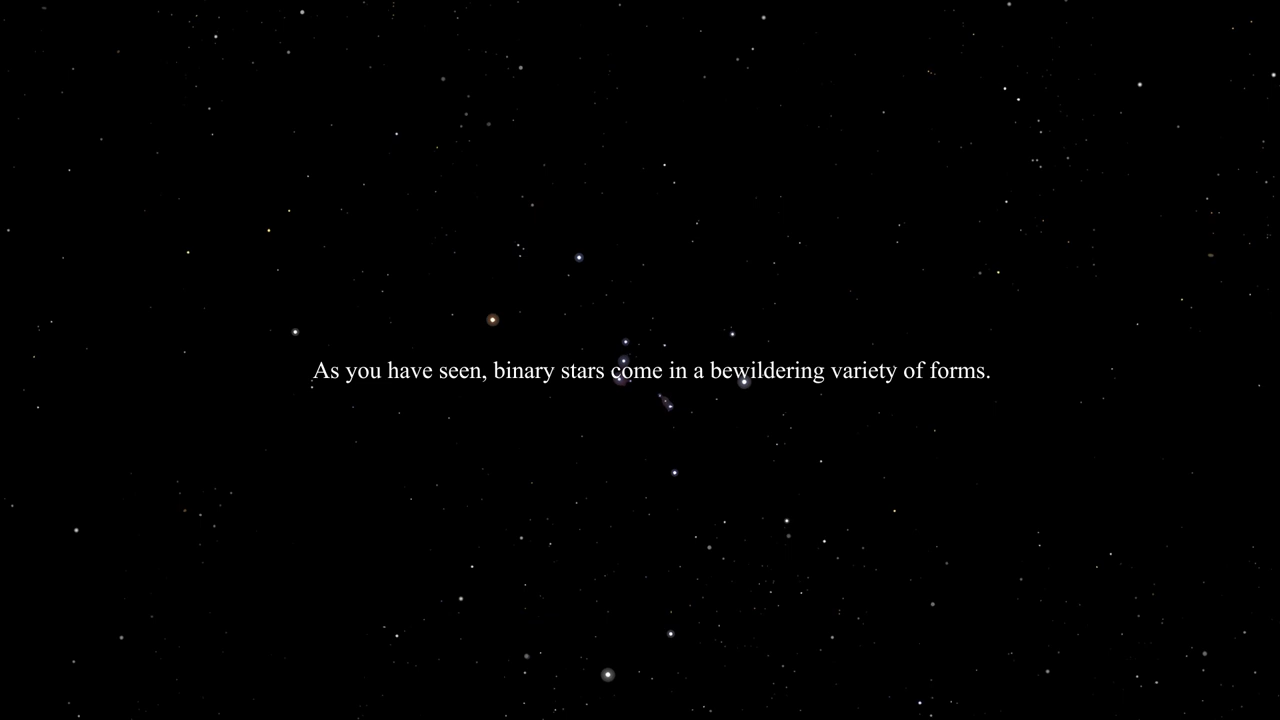 As you have seen, binary stars come in a bewildering variety of forms.